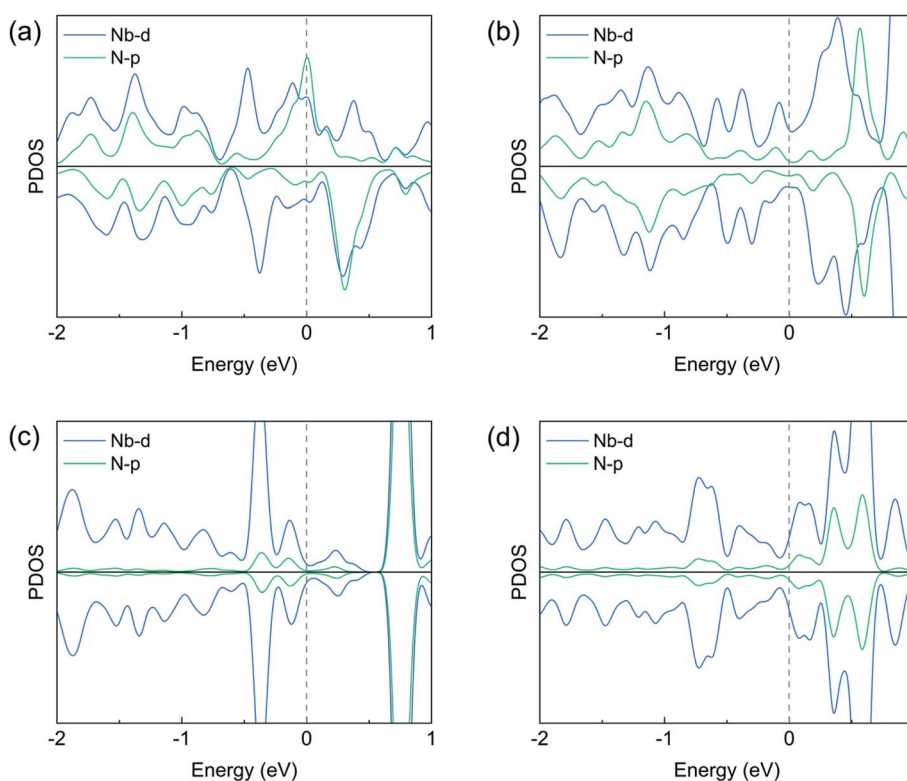 (a)
Nb-d
N-p
PDOS
-2
-1
0
1
Energy (eV)
(b)
Nb-d
N-p
PDOS
-2
-1
0
Energy (eV)
(c)
Nb-d
N-p
PDOS
-2
-1
0
1
Energy (eV)
(d)
Nb-d
N-p
PDOS
-2
-1
0
Energy (eV)